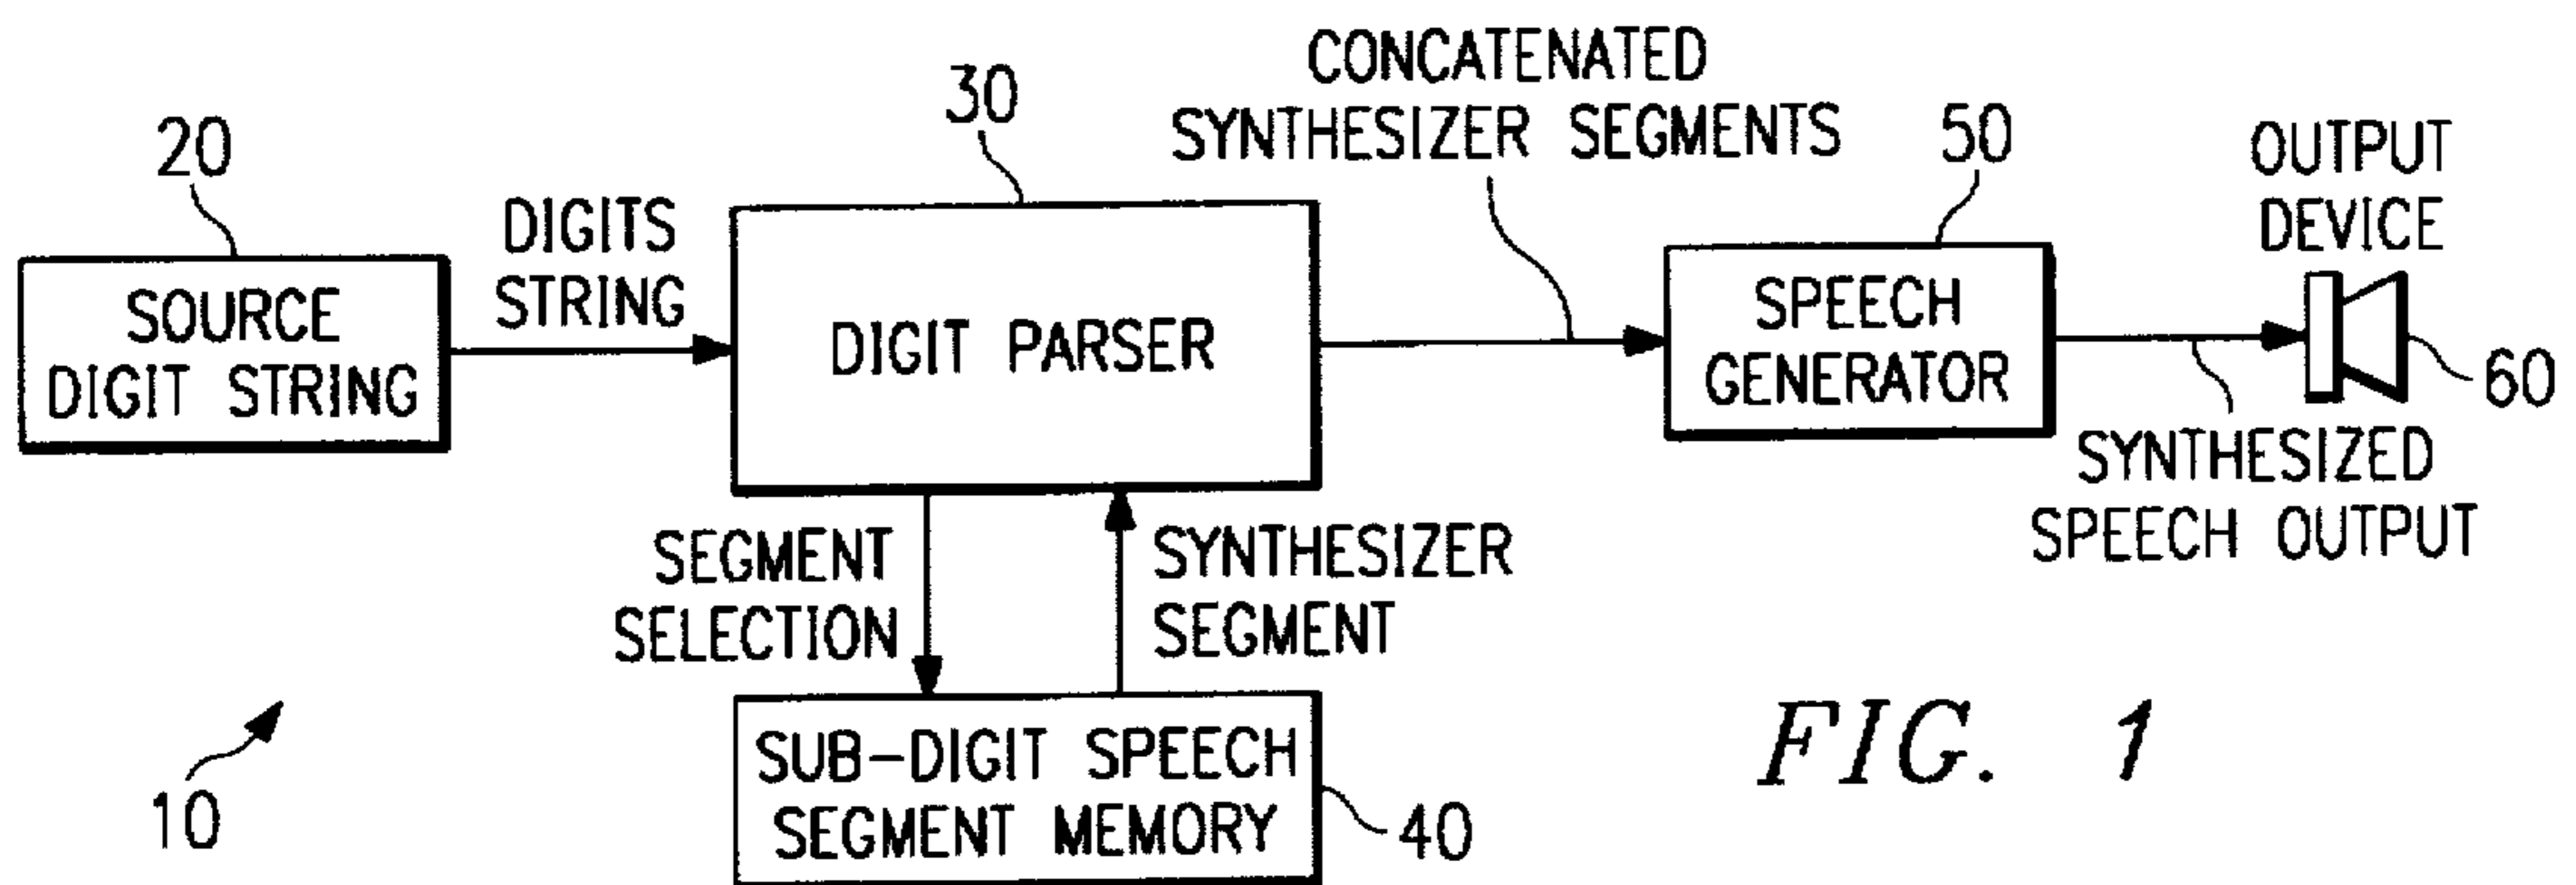 20
SOURCE
DIGIT STRING
DIGITS
STRING
30
DIGIT PARSER
CONCATENATED
SYNTHESIZER SEGMENTS
50
SPEECH
GENERATOR
OUTPUT
DEVICE
60
SYNTHESIZED
SPEECH OUTPUT
SEGMENT
SELECTION
SYNTHESIZER
SEGMENT
SUB-DIGIT SPEECH
SEGMENT MEMORY
40
10
FIG. 1